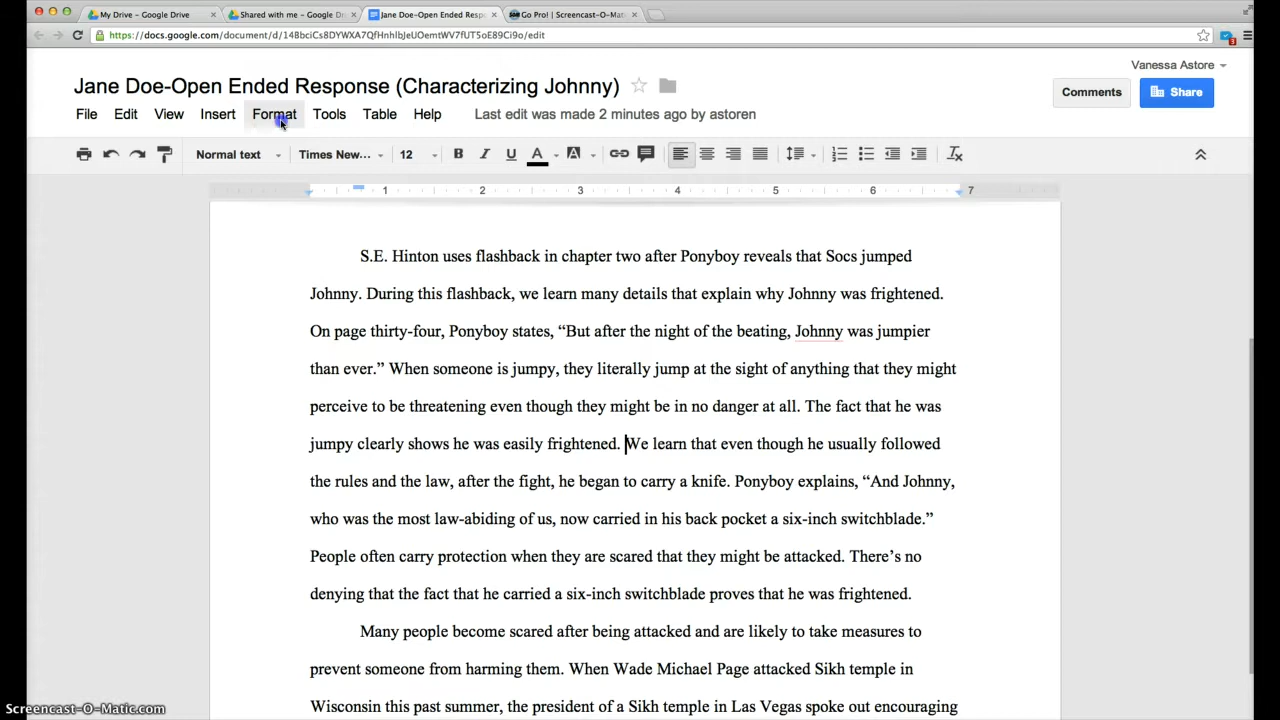 My Drive – Google Drive
Shared with me – Google Dri
Jane Doe-Open Ended Respo
Go Pro! | Screencast-O-Matic
https://docs.google.com/document/d/
/edit
Vanessa Astore
Jane Doe-Open Ended Response (Characterizing Johnny)
Comments
Share
File Edit View Insert Format Tools Table Help Last edit was made 2 minutes ago by astoren
Normal text Times New... 12 B I U A A
1 2 3 4 5 6 7
S.E. Hinton uses flashback in chapter two after Ponyboy reveals that Socs jumped
Johnny. During this flashback, we learn many details that explain why Johnny was frightened.
On page thirty-four, Ponyboy states, “But after the night of the beating, Johnny was jumpier
than ever.” When someone is jumpy, they literally jump at the sight of anything that they might
perceive to be threatening even though they might be in no danger at all. The fact that he was
jumpy clearly shows he was easily frightened. We learn that even though he usually followed
the rules and the law, after the fight, he began to carry a knife. Ponyboy explains, “And Johnny,
who was the most law-abiding of us, now carried in his back pocket a six-inch switchblade.”
People often carry protection when they are scared that they might be attacked. There’s no
denying that the fact that he carried a six-inch switchblade proves that he was frightened.
Many people become scared after being attacked and are likely to take measures to
prevent someone from harming them. When Wade Michael Page attacked Sikh temple in
Wisconsin this past summer, the president of a Sikh temple in Las Vegas spoke out encouraging
Screencast-O-Matic.com